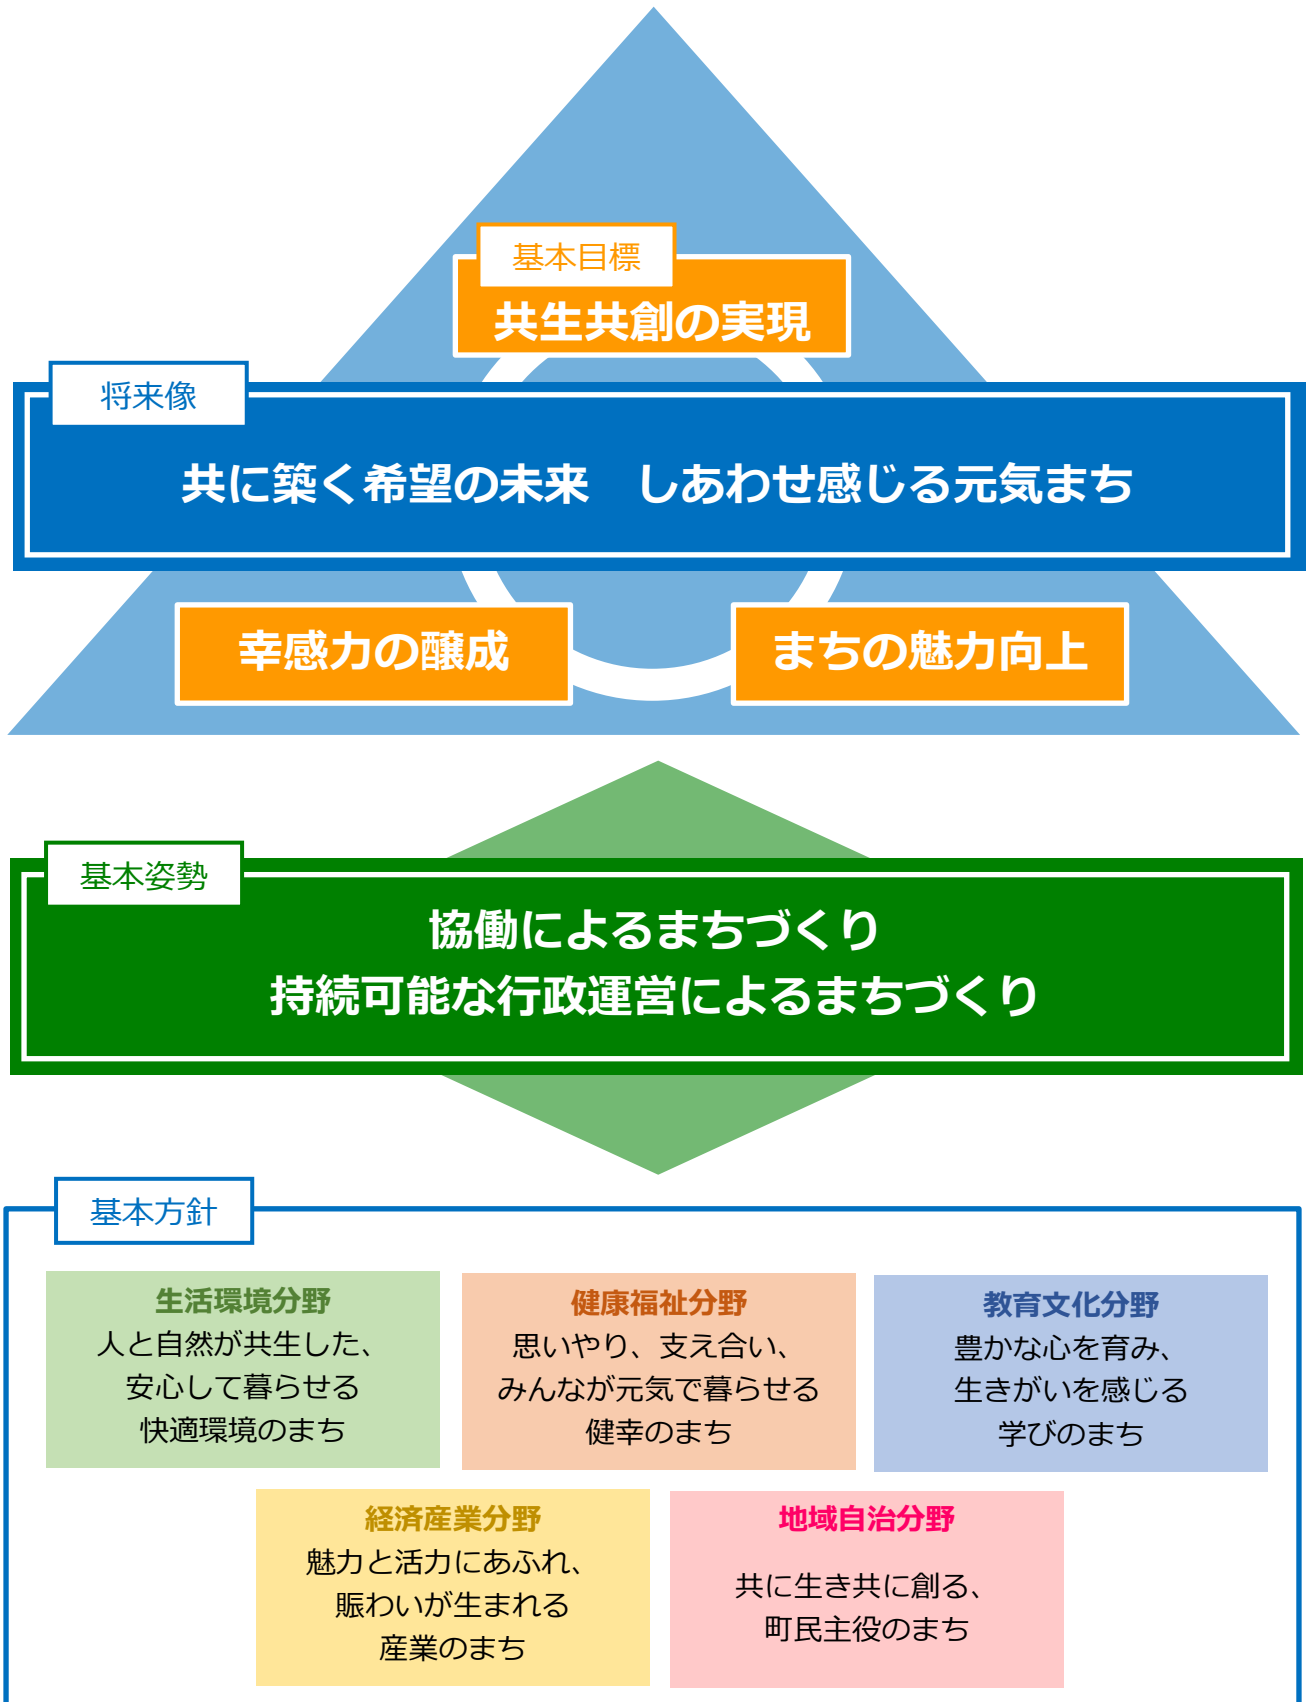 基本目標
共生共創の実現
将来像
共に築く希望の未来　しあわせ感じる元気まち
幸感力の醸成
まちの魅力向上
基本姿勢
協働によるまちづくり
持続可能な行政運営によるまちづくり
基本方針
生活環境分野
人と自然が共生した、
安心して暮らせる
快適環境のまち
健康福祉分野
思いやり、支え合い、
みんなが元気で暮らせる
健幸のまち
教育文化分野
豊かな心を育み、
生きがいを感じる
学びのまち
経済産業分野
魅力と活力にあふれ、
賑わいが生まれる
産業のまち
地域自治分野
共に生き共に創る、
町民主役のまち